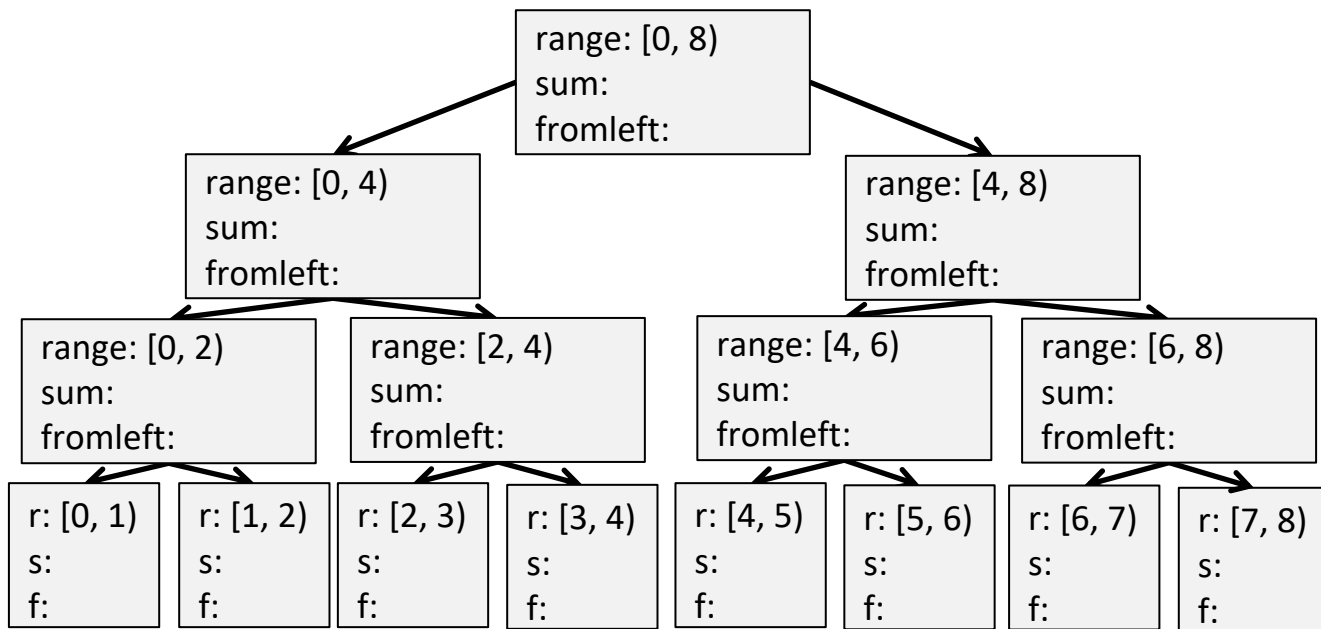 range: [0, 8)
sum:
fromleft:
range: [0, 4)
sum:
fromleft:
range: [4, 8)
sum:
fromleft:
range: [0, 2)
sum:
fromleft:
range: [2, 4)
sum:
fromleft:
range: [4, 6)
sum:
fromleft:
range: [6, 8)
sum:
fromleft:
r: [0, 1)
s:
f:
r: [1, 2)
s:
f:
r: [2, 3)
s:
f:
r: [3, 4)
s:
f:
r: [4, 5)
s:
f:
r: [5, 6)
s:
f:
r: [6, 7)
s:
f:
r: [7, 8)
s:
f: